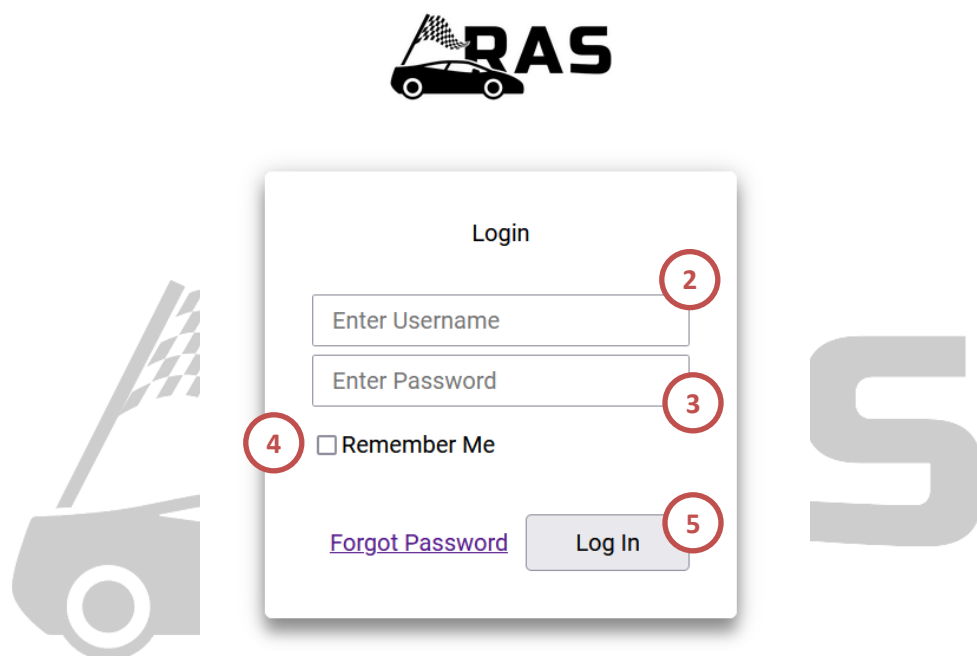 RAS
Login
2
Enter Username
Enter Password
3
4
Remember Me
5
Forgot Password
Log In
S